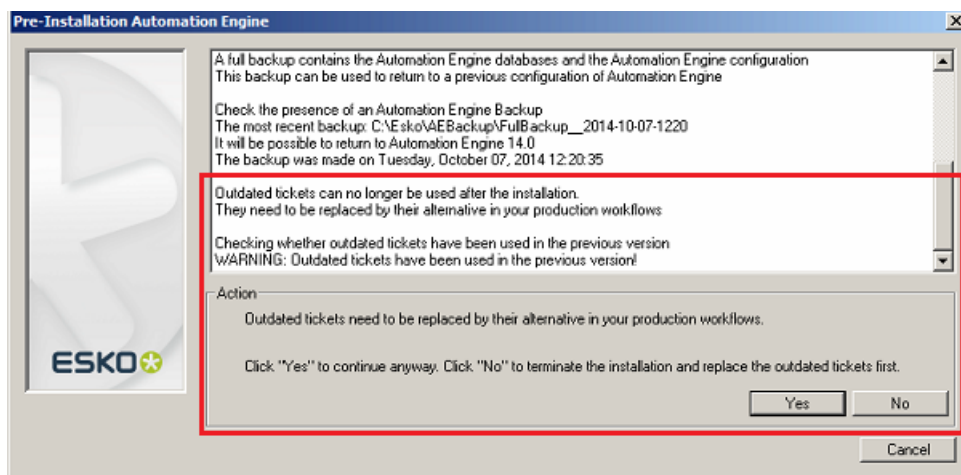 Pre-Installation Automation Engine
A full backup contains the Automation Engine databases and the Automation Engine configuration
This backup can be used to return to a previous configuration of Automation Engine
Check the presence of an Automation Engine Backup
The most recent backup: C:\Esko\AEBackup\FullBackup__2014-10-07-1220
It will be possible to return to Automation Engine 14.0
The backup was made on Tuesday, October 07, 2014 12:20:35
Outdated tickets can no longer be used after the installation.
They need to be replaced by their alternative in your production workflows
Checking whether outdated tickets have been used in the previous version
WARNING: Outdated tickets have been used in the previous version!
Action
Outdated tickets need to be replaced by their alternative in your production workflows.
Click "Yes" to continue anyway. Click "No" to terminate the installation and replace the outdated tickets first.
ESKO
Yes No
Cancel